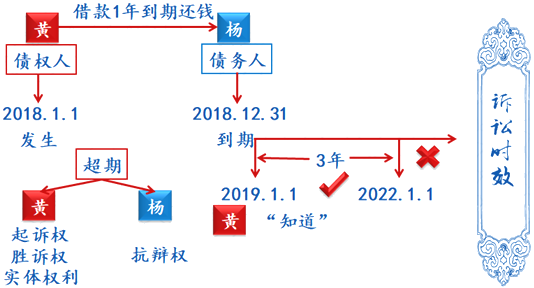 借款1年到期还钱
黄
杨
债权人
债务人
2018.1.1
2018.12.31
发生
到期
3年
2019.1.1
2022.1.1
黄
“知道”
超期
黄
杨
起诉权
胜诉权
实体权利
抗辩权
诉讼时效